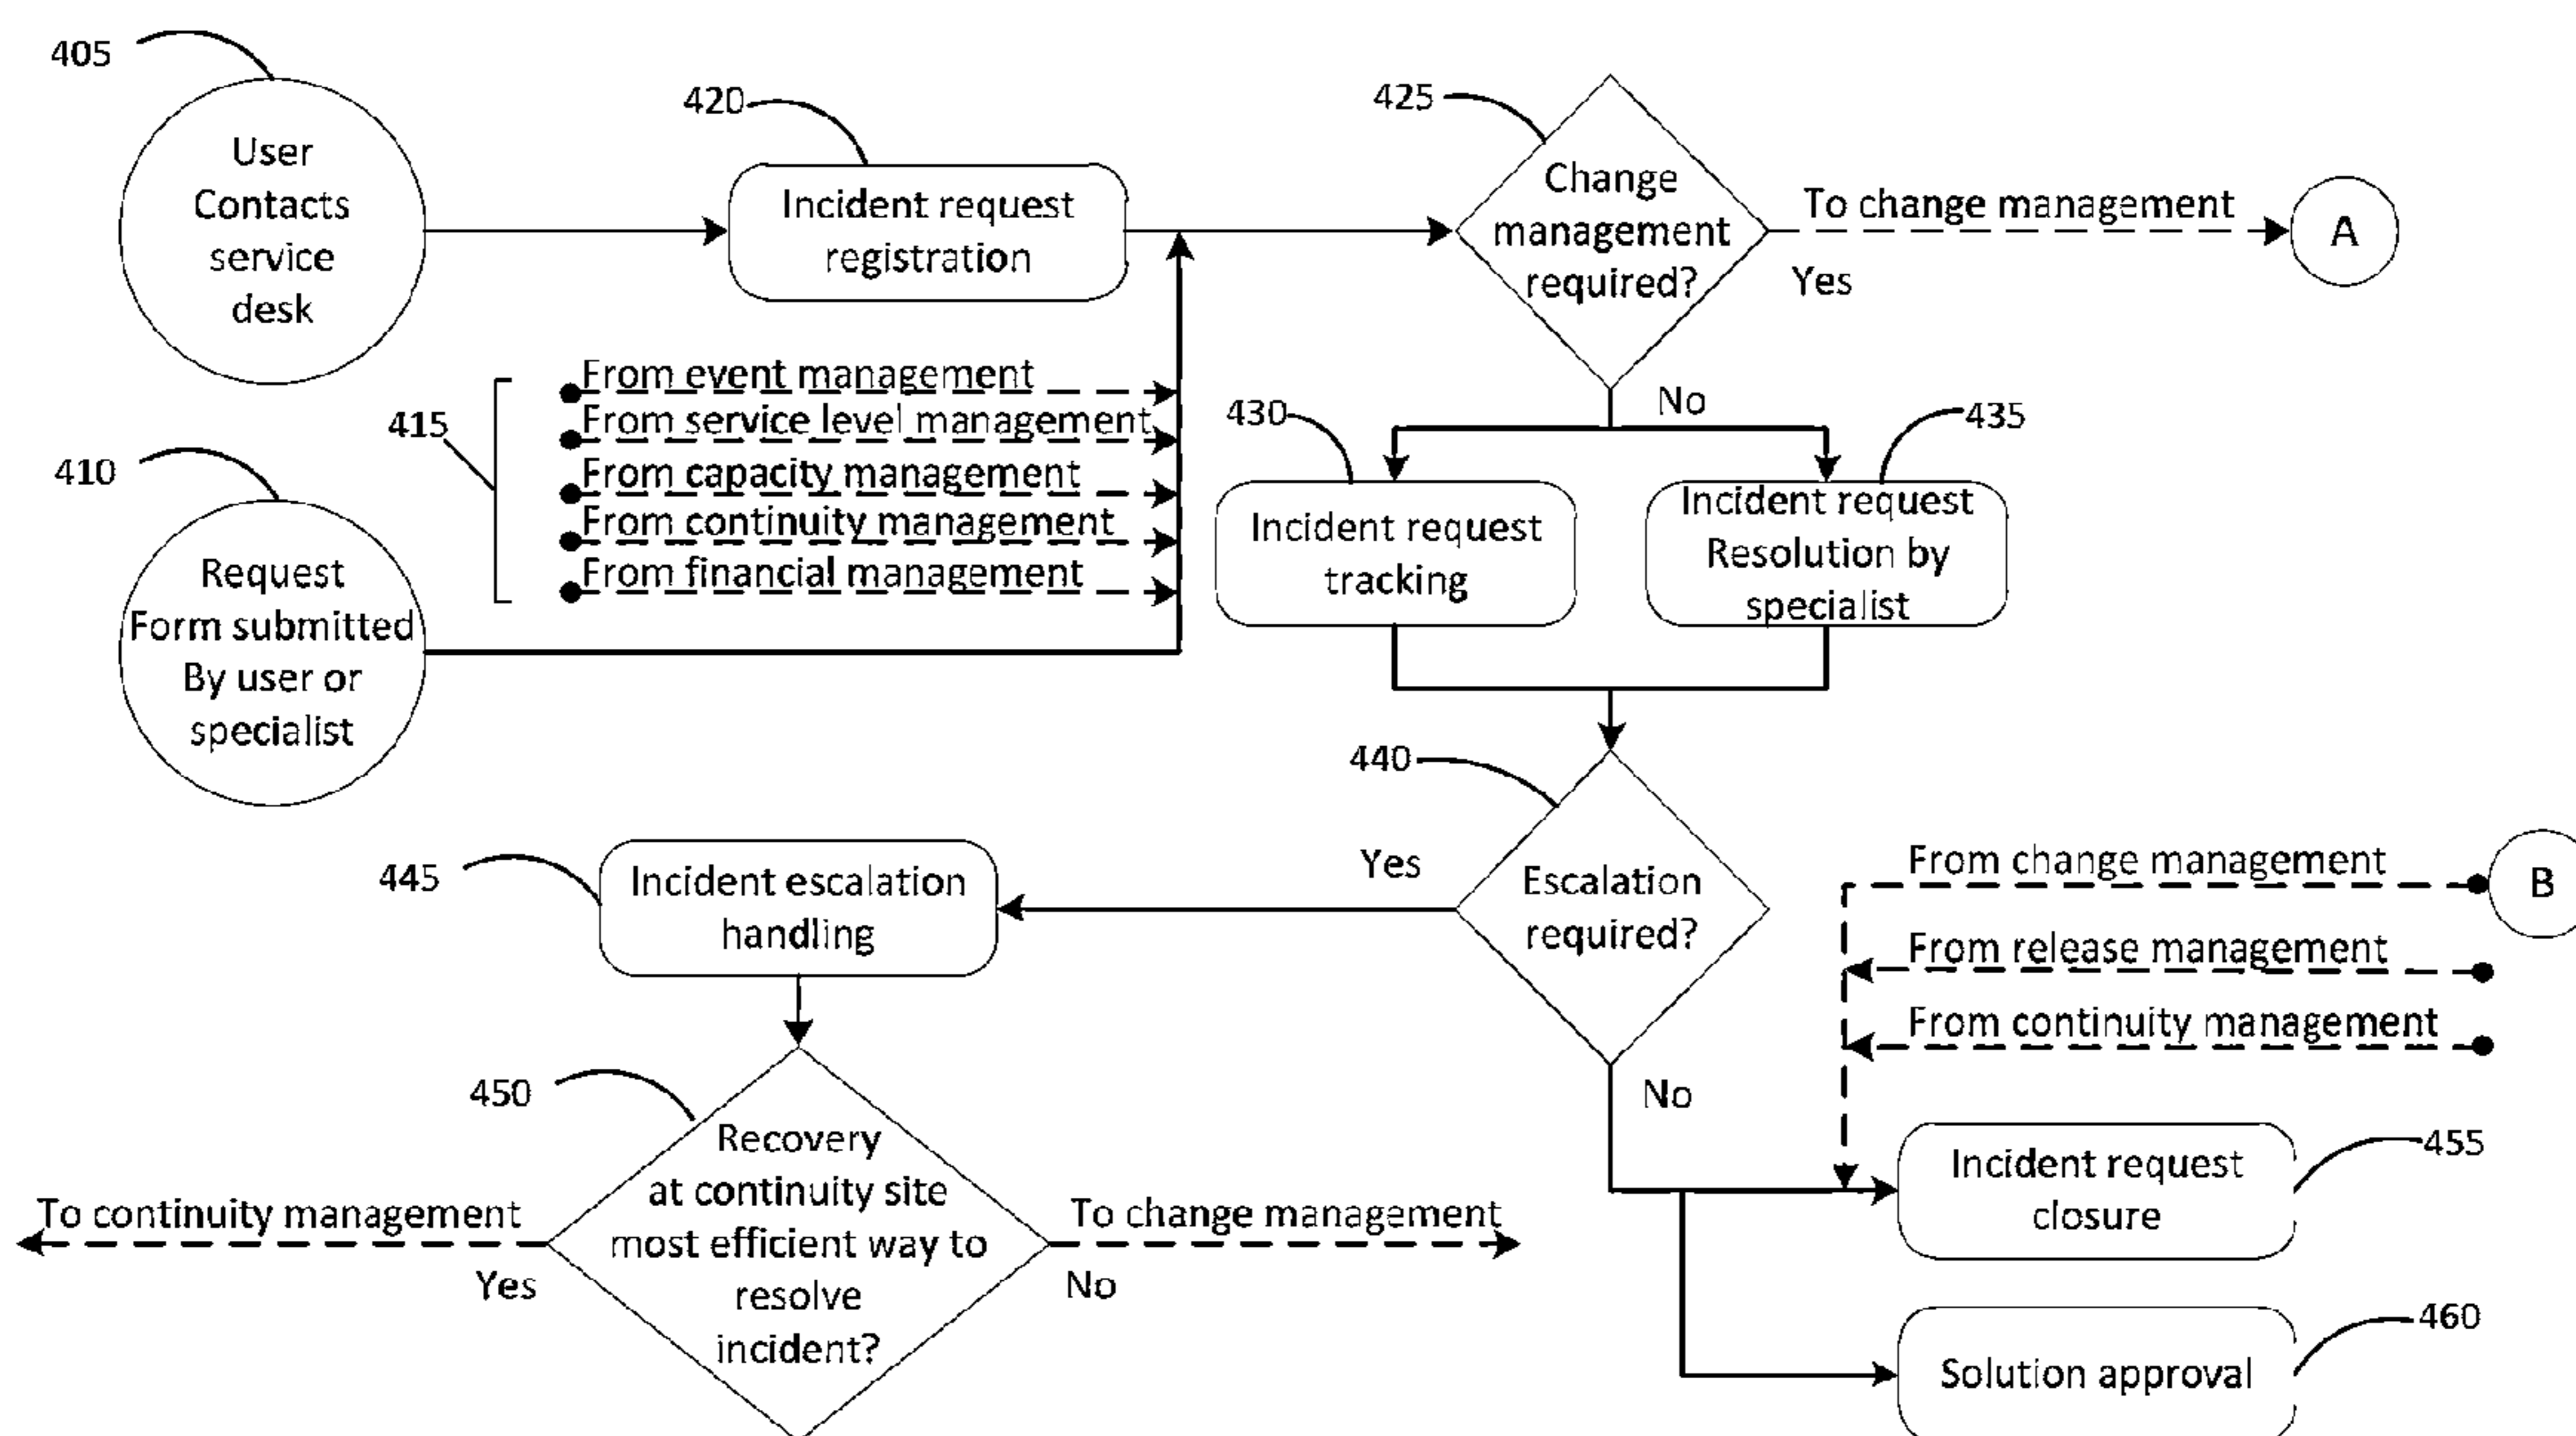 405
User
Contacts
service
desk
420
Incident request
registration
425
Change
management
required?
To change management
Yes
A
No
415
From event management
From service level management
From capacity management
From continuity management
From financial management
410
Request
Form submitted
By user or
specialist
430
Incident request
tracking
435
Incident request
Resolution by
specialist
440
Escalation
required?
Yes
No
445
Incident escalation
handling
From change management
B
From release management
From continuity management
450
Recovery
at continuity site
most efficient way to
resolve
incident?
To continuity management
Yes
To change management
No
455
Incident request
closure
460
Solution approval